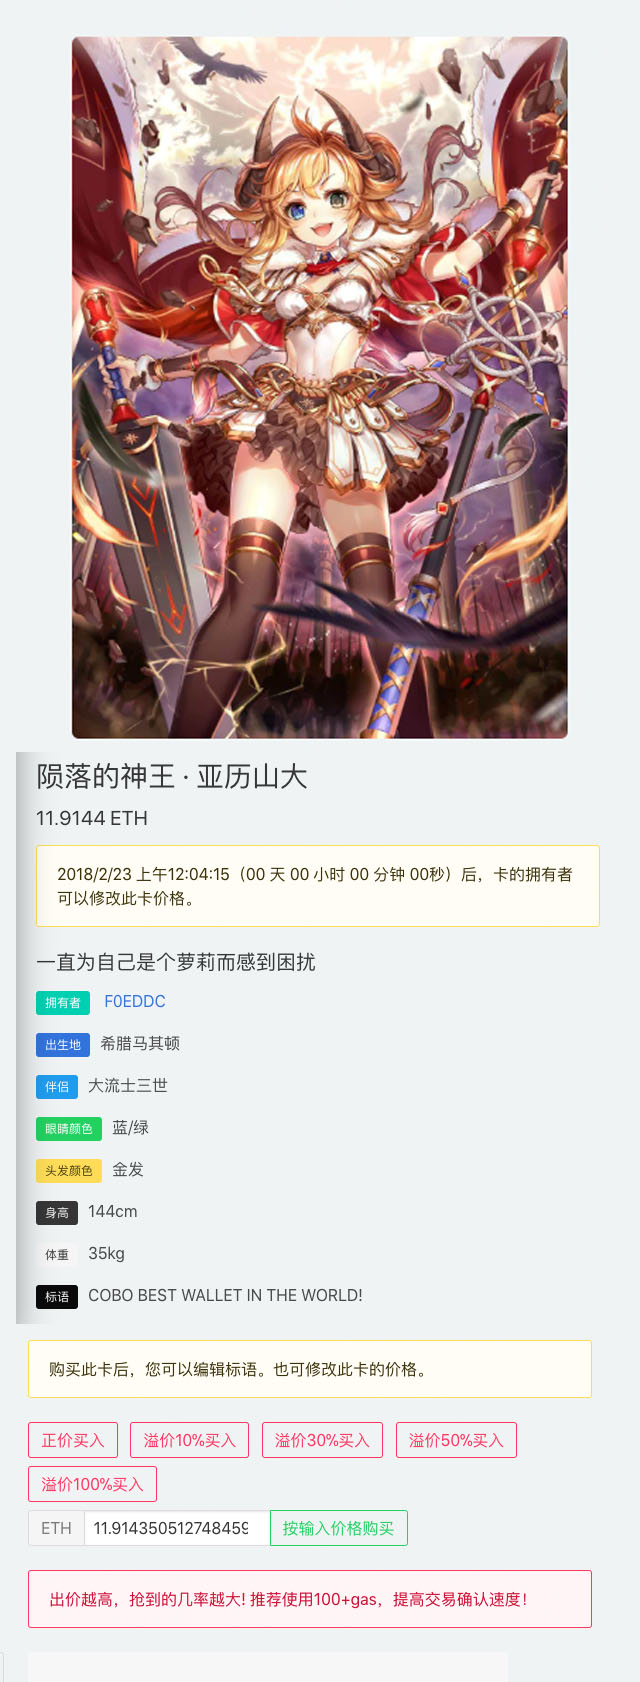 陨落的神王 · 亚历山大
11.9144 ETH
2018/2/23 上午12:04:15（00 天 00 小时 00 分钟 00秒）后，卡的拥有者
可以修改此卡价格。
一直为自己是个萝莉而感到困扰
拥有者 F0EDDC
出生地 希腊马其顿
伴侣 大流士三世
眼睛颜色 蓝/绿
头发颜色 金发
身高 144cm
体重 35kg
标语 COBO BEST WALLET IN THE WORLD!
购买此卡后，您可以编辑标语。也可修改此卡的价格。
正价买入 溢价10%买入 溢价30%买入 溢价50%买入
溢价100%买入
ETH 11.914350512748459 按输入价格购买
出价越高，抢到的几率越大! 推荐使用100+gas，提高交易确认速度！